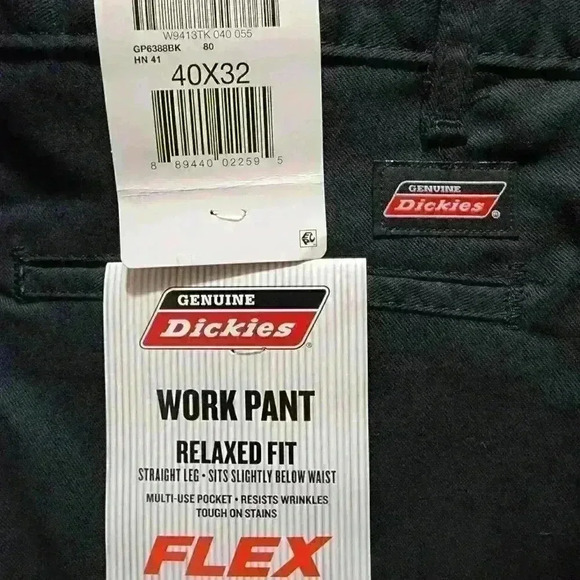 W9413TK 040 055
GP6388BK 80
HN 41
40X32
8 89440 02259 5
GENUINE
Dickies®
GENUINE
Dickies®
WORK PANT
RELAXED FIT
STRAIGHT LEG • SITS SLIGHTLY BELOW WAIST
MULTI-USE POCKET • RESISTS WRINKLES
TOUGH ON STAINS
FLEX